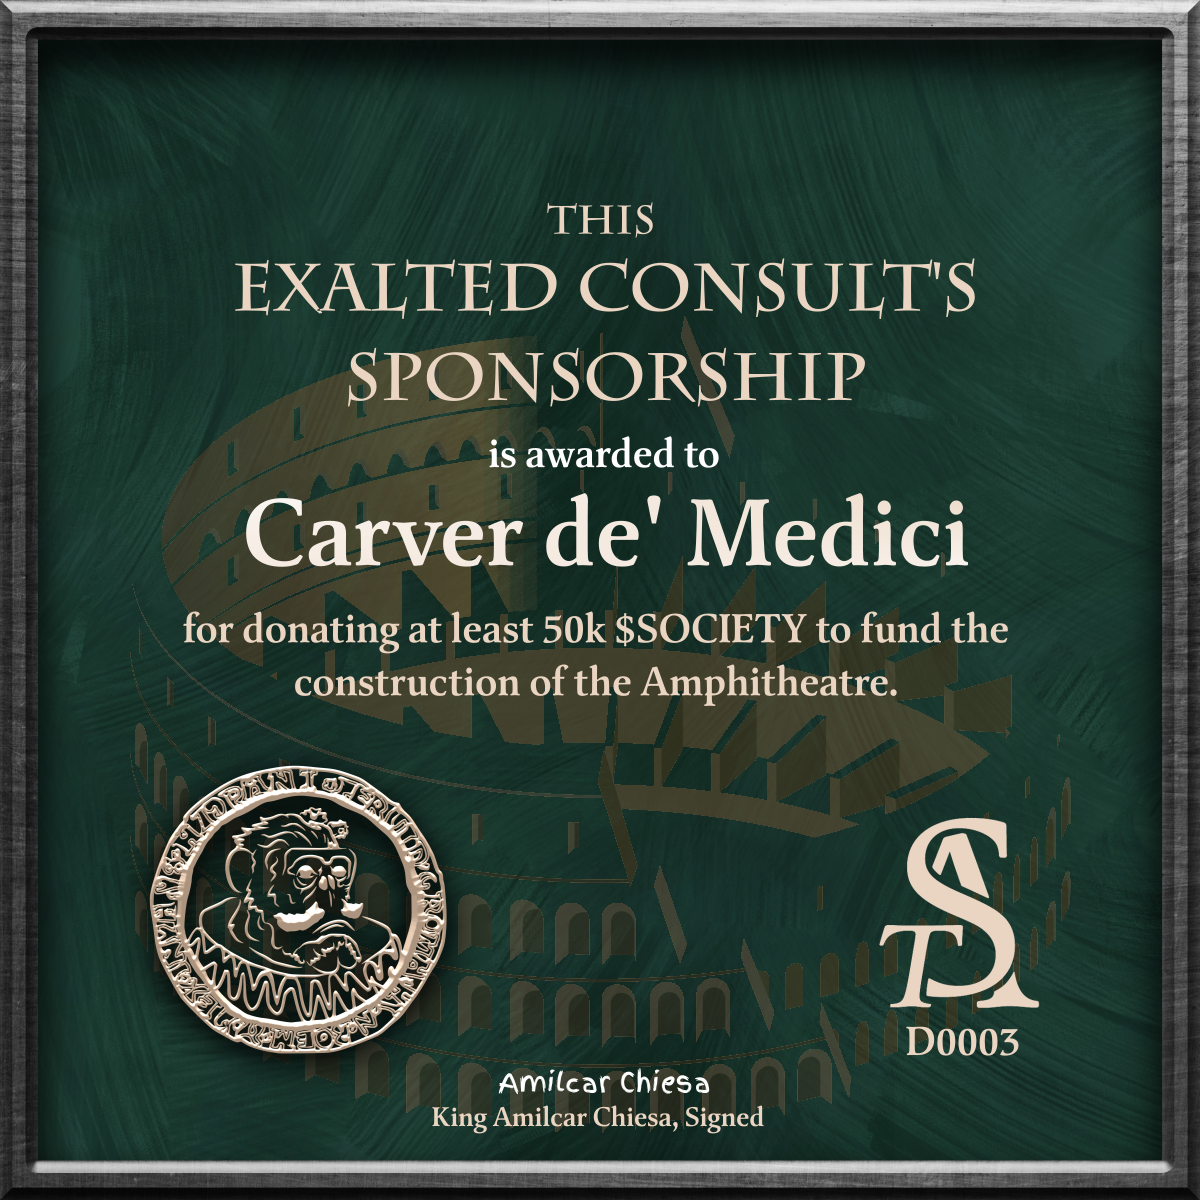 THIS
EXALTED CONSULT'S
SPONSORSHIP
is awarded to
Carver de' Medici
for donating at least 50k $SOCIETY to fund the
construction of the Amphitheatre.
D0003
Amilcar Chiesa
King Amilcar Chiesa, Signed